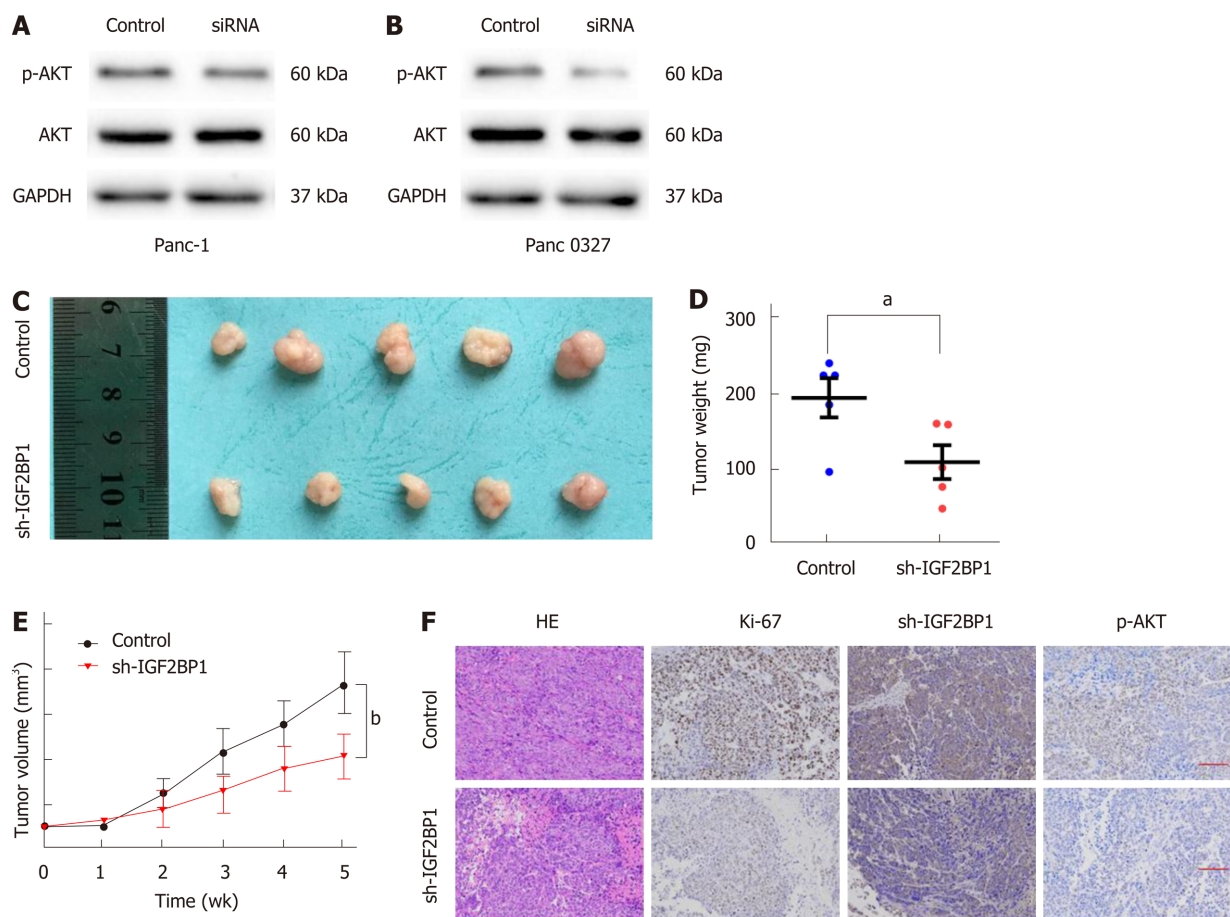 A
Control siRNA
p-AKT 60 kDa
AKT 60 kDa
GAPDH 37 kDa
Panc-1
B
Control siRNA
p-AKT 60 kDa
AKT 60 kDa
GAPDH 37 kDa
Panc 0327
C
Control
sh-IGF2BP1
6
7
8
9
10
11
D
a
Tumor weight (mg)
300
200
100
0
Control sh-IGF2BP1
E
Control
sh-IGF2BP1
b
Tumor volume (mm³)
0 1 2 3 4 5
Time (wk)
F
HE Ki-67 sh-IGF2BP1 p-AKT
Control
sh-IGF2BP1